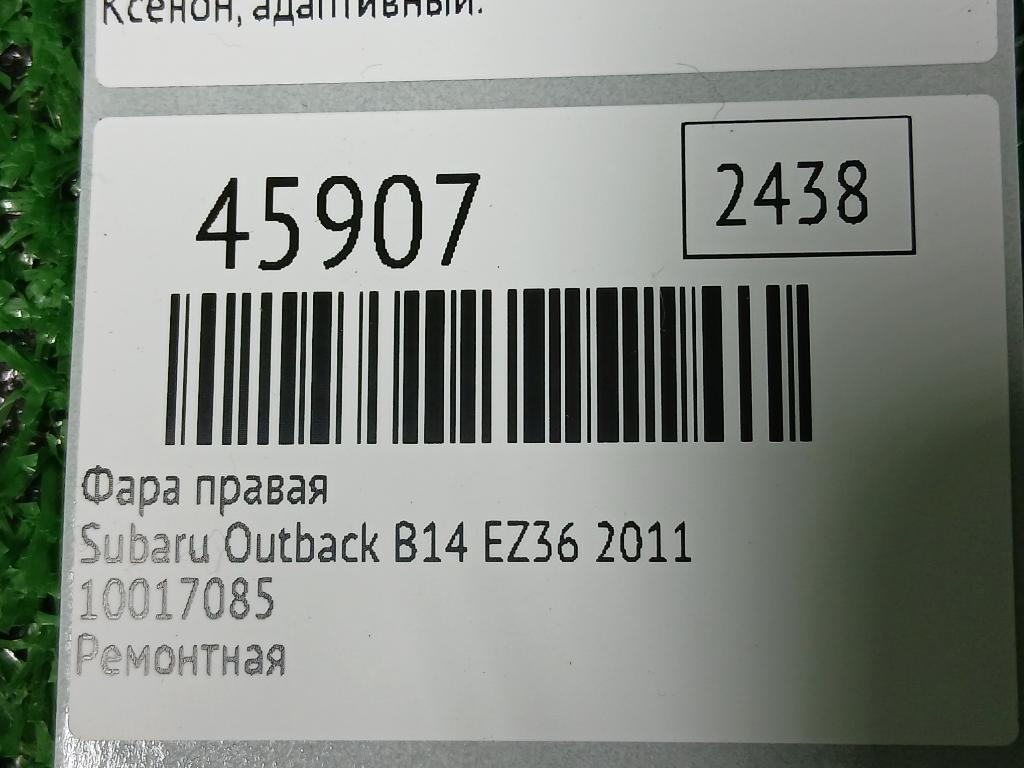 Ксенон, адаптивный.
45907
2438
Фара правая
Subaru Outback B14 EZ36 2011
10017085
Ремонтная